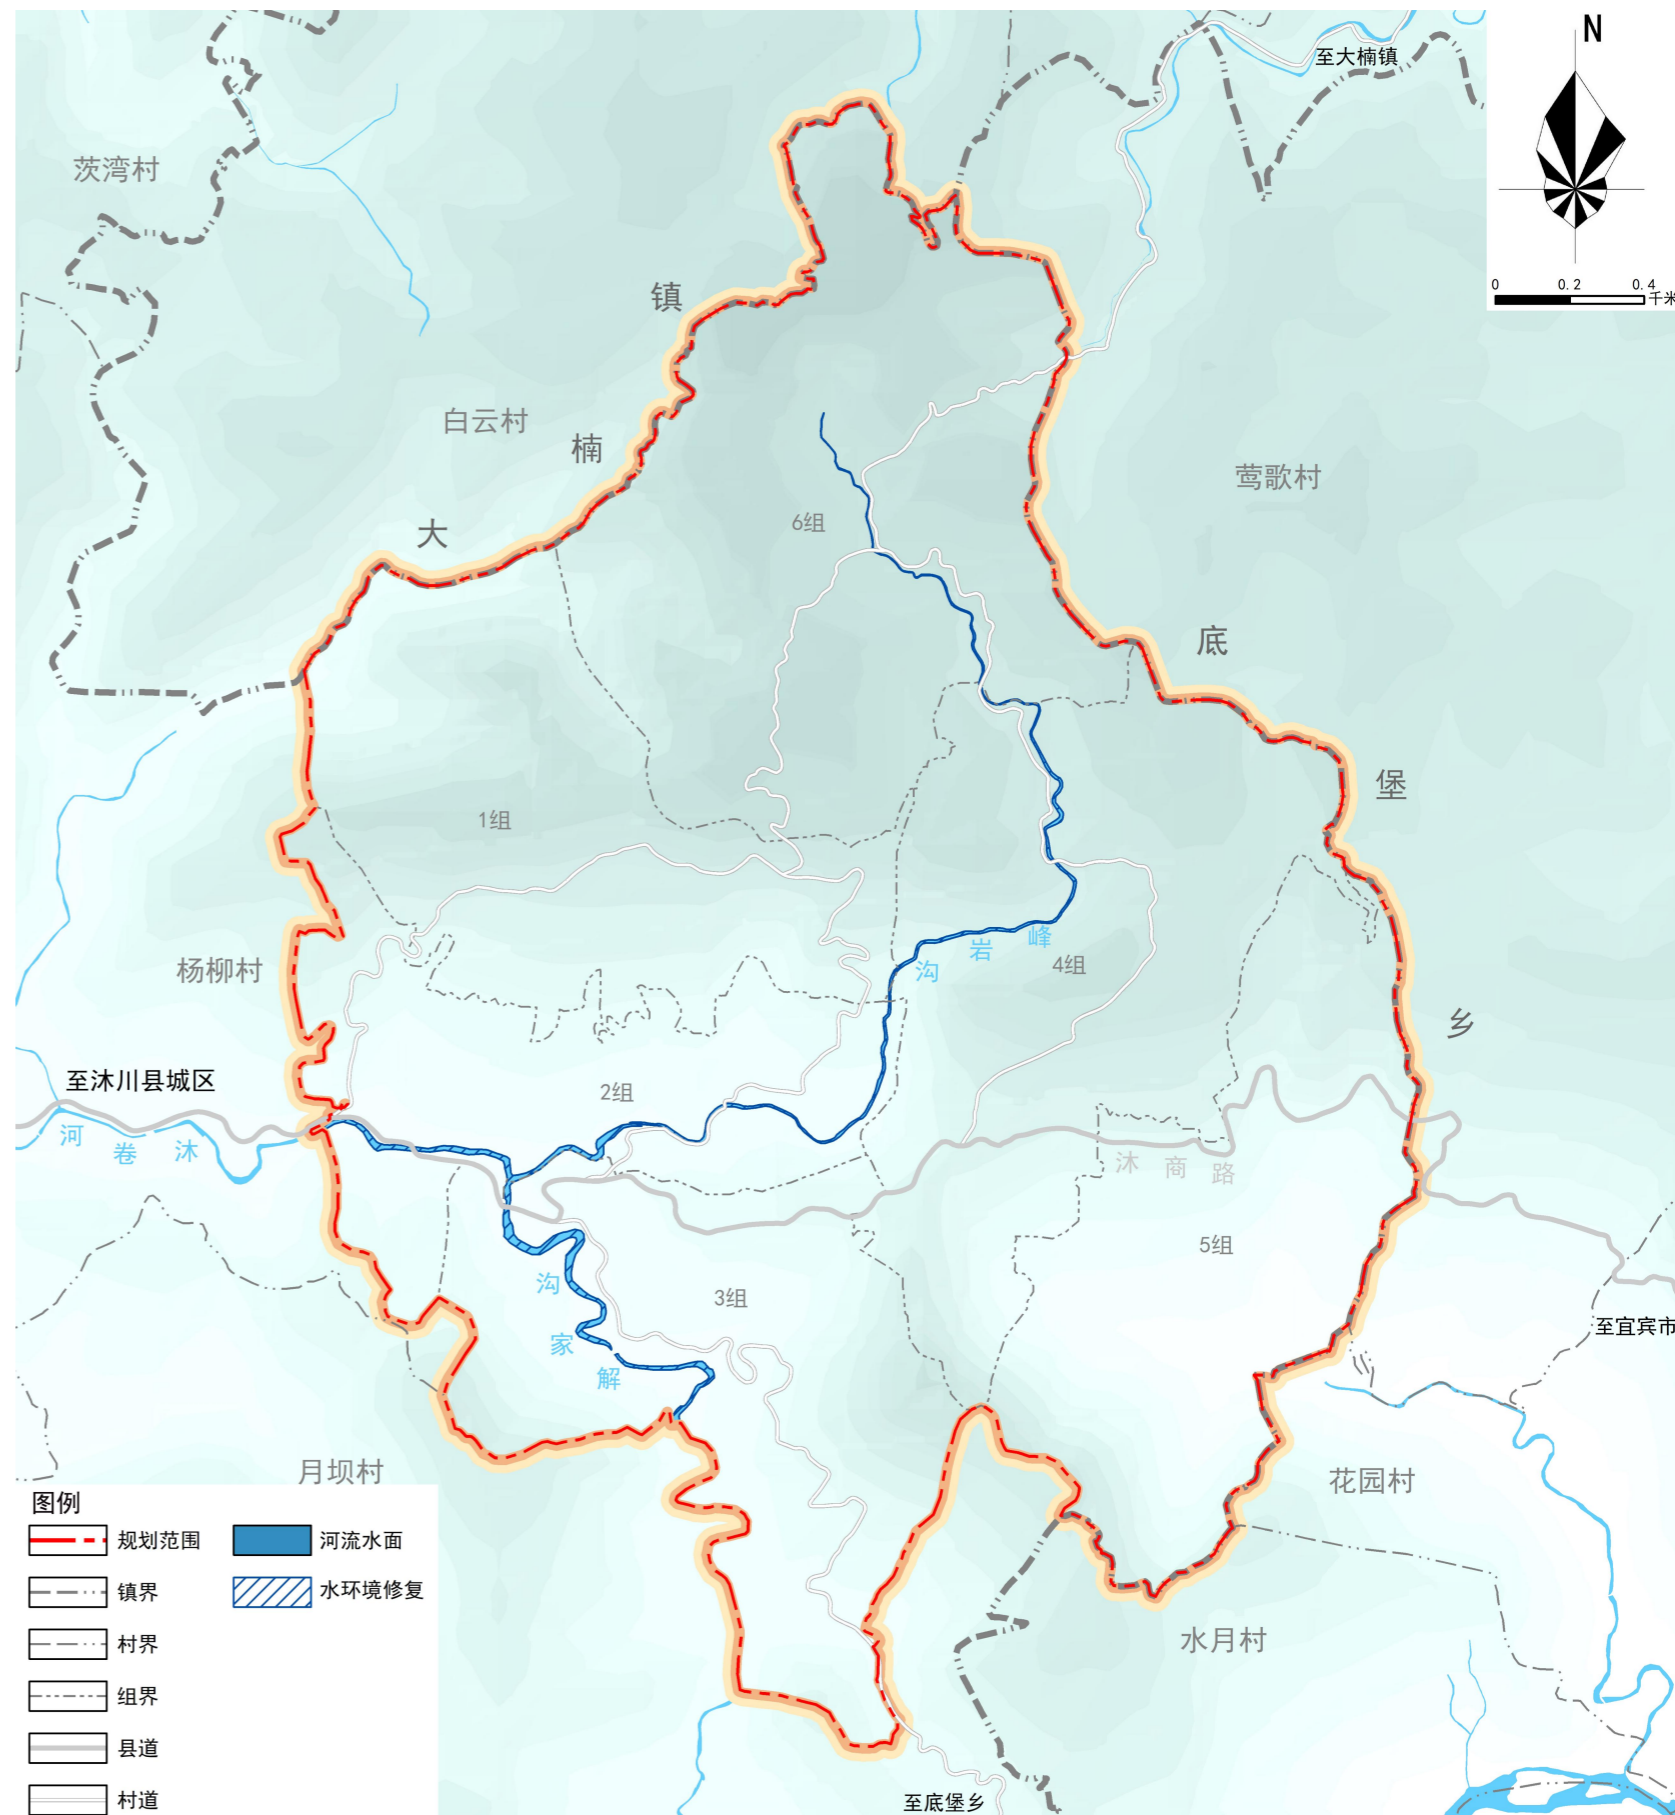 N
至大楠镇
0 0.2 0.4
千米
茨湾村
镇
白云村
楠
莺歌村
大
6组
底
堡
1组
峰
岩
沟
4组
杨柳村
乡
至沐川县城区
2组
河 卷 沐
沐 商 路
5组
沟
家
解
3组
至宜宾市
月坝村
花园村
水月村
至底堡乡
图例
规划范围 河流水面
镇界 水环境修复
村界
组界
县道
村道